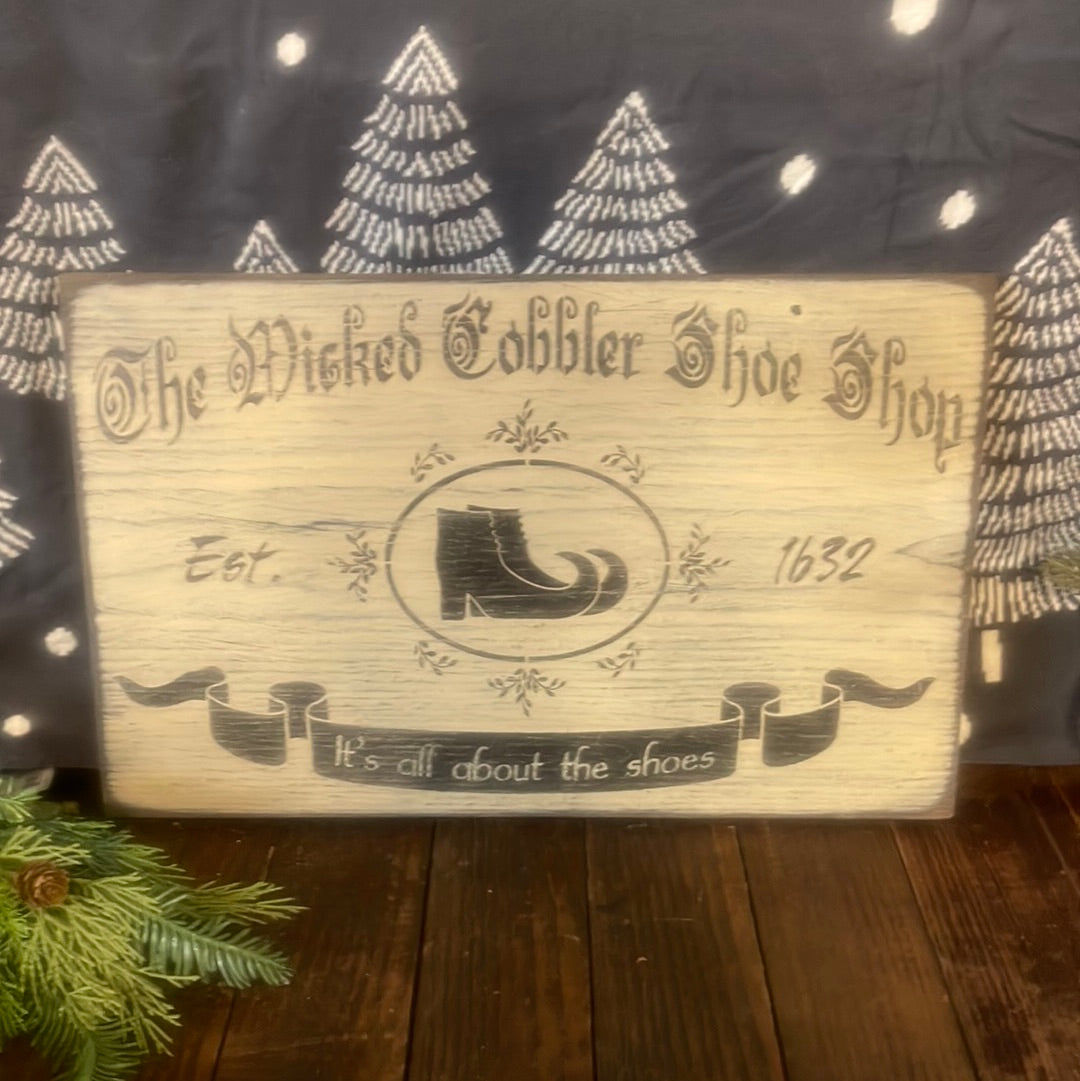 The Wicked Cobbler Shoe Shop
Est. 1632
It's all about the shoes